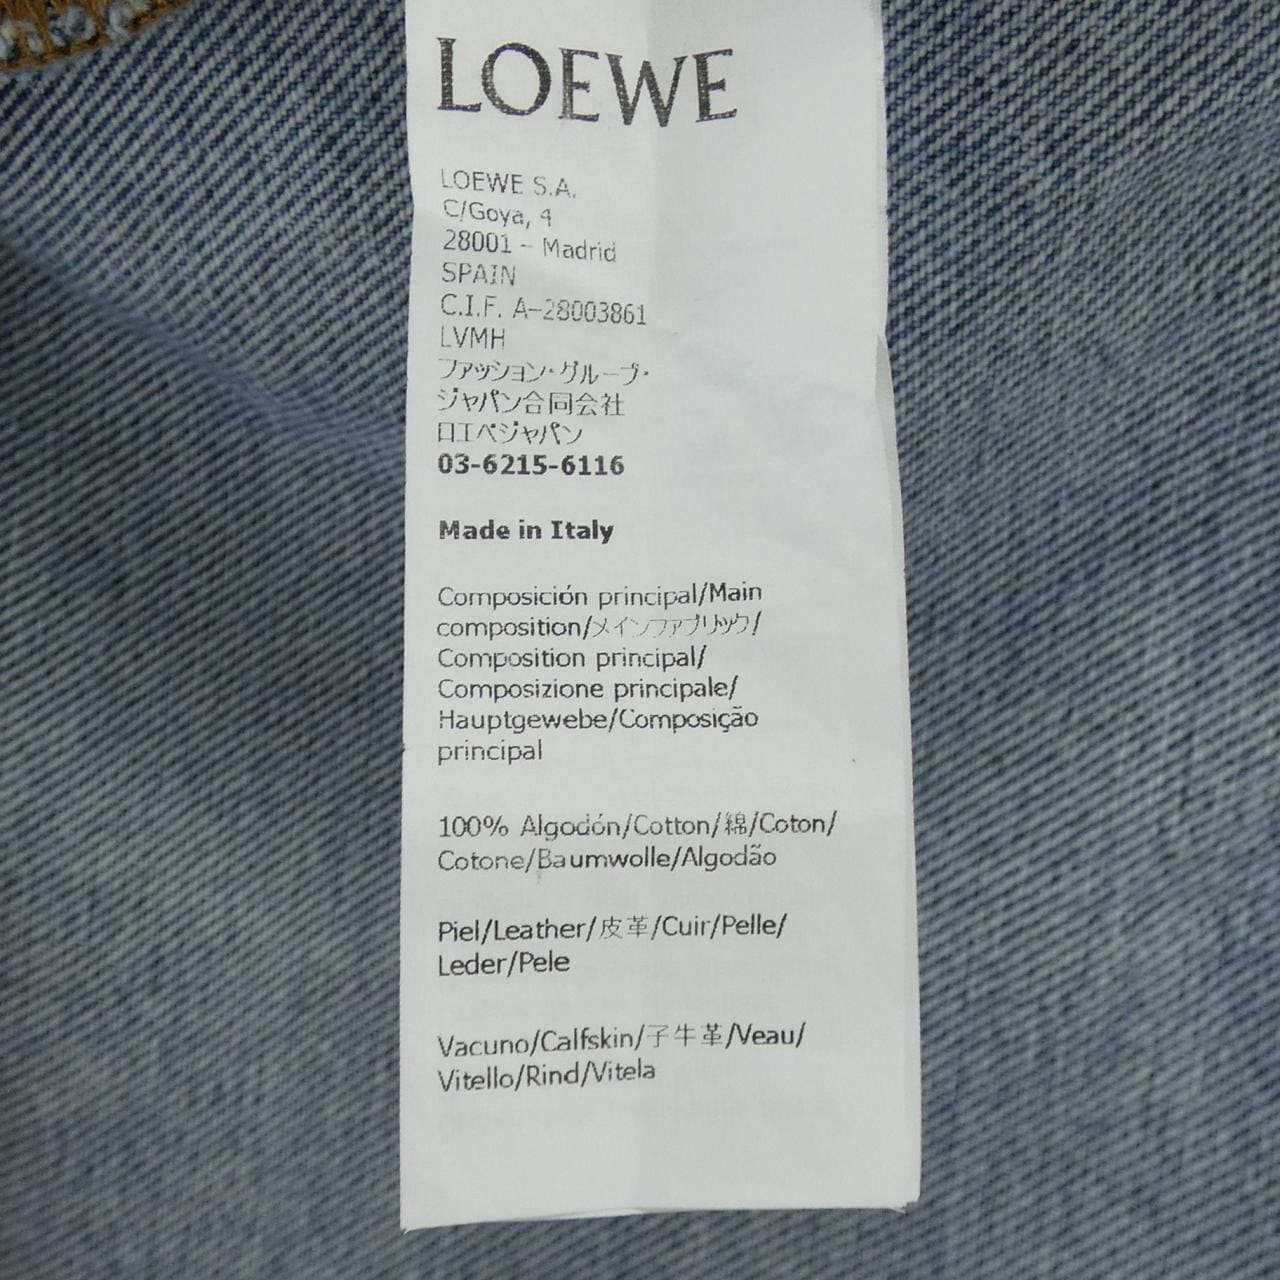 LOEWE
LOEWE S.A.
C/Goya, 4
28001 – Madrid
SPAIN
C.I.F. A-28003861
LVMH
ファッション・グループ・
ジャパン合同会社
ロエベジャパン
03-6215-6116
Made in Italy
Composición principal/Main
composition/メインファブリック/
Composition principal/
Composizione principale/
Hauptgewebe/Composição
principal
100% Algodón/Cotton/綿/Coton/
Cotone/Baumwolle/Algodão
Piel/Leather/皮革/Cuir/Pelle/
Leder/Pele
Vacuno/Calfskin/子牛革/Veau/
Vitello/Rind/Vitela